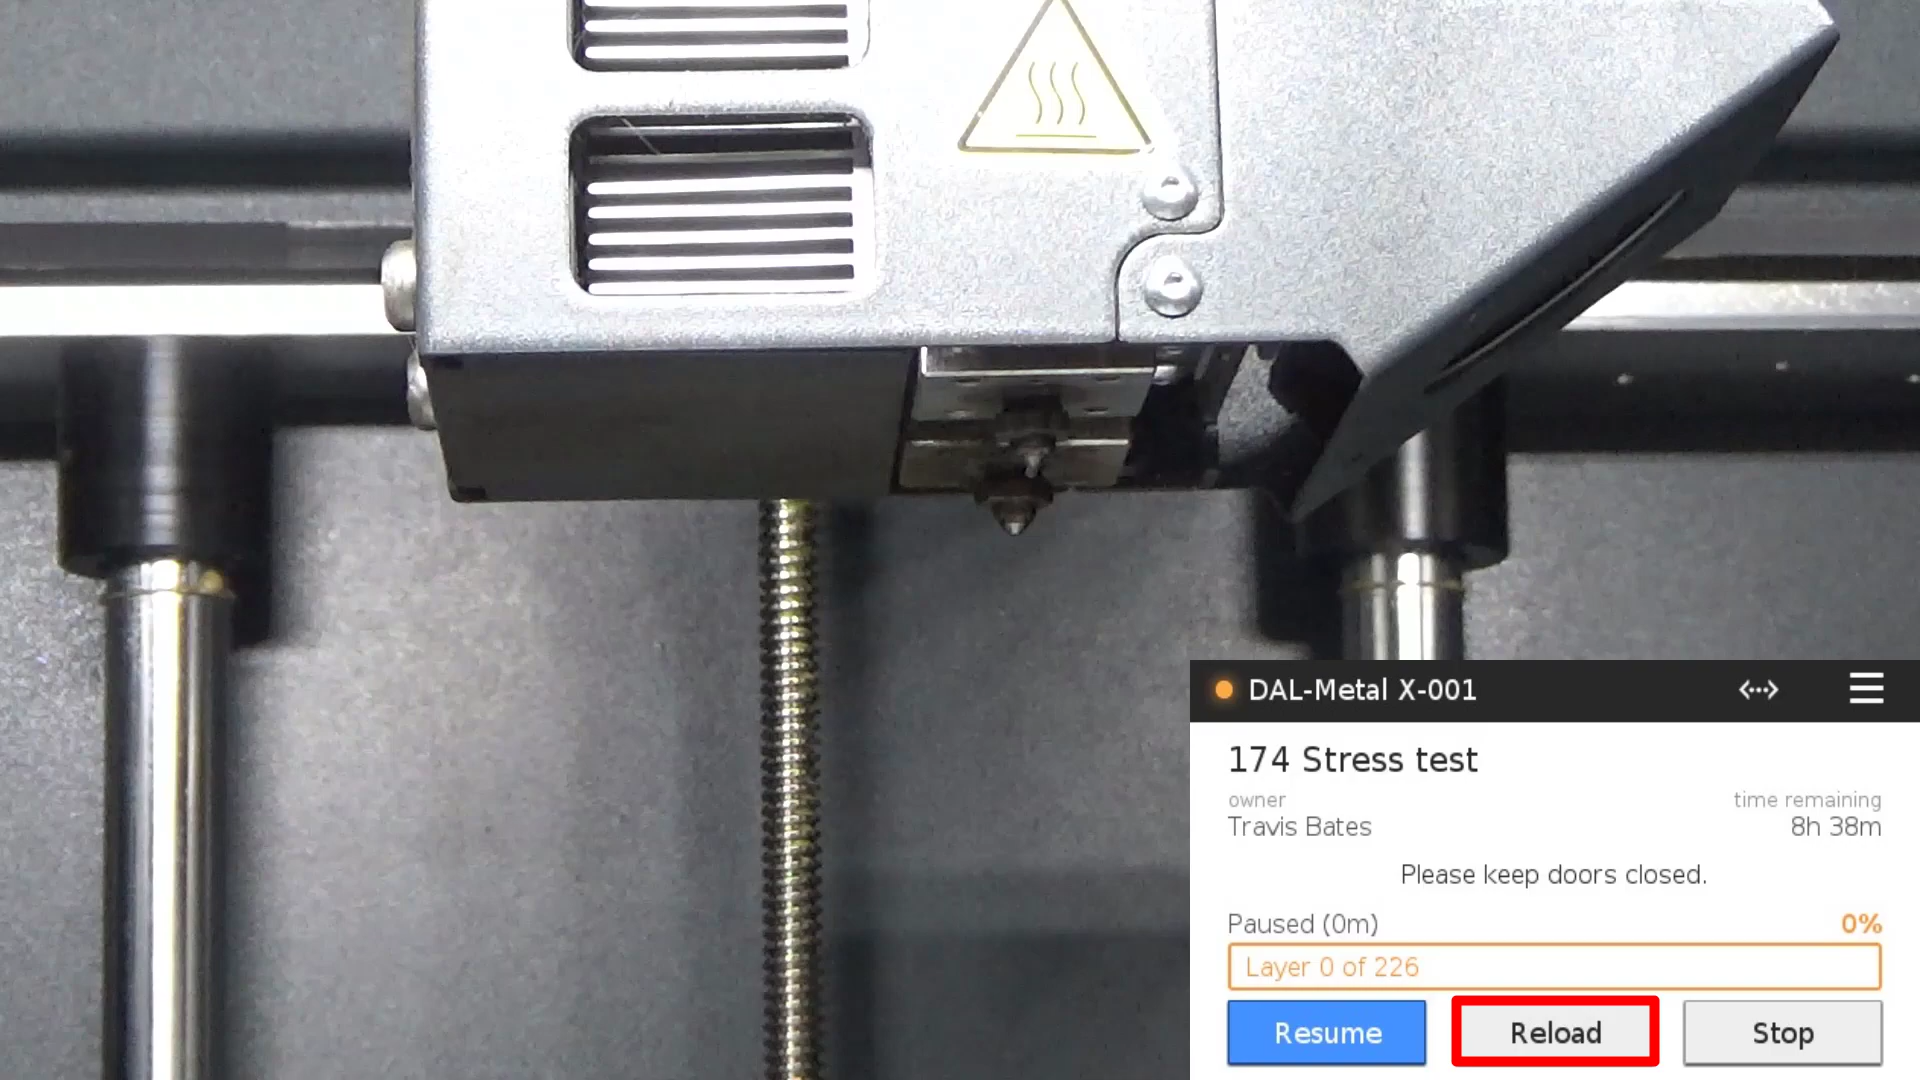 DAL-Metal X-001
174 Stress test
owner
time remaining
Travis Bates
8h 38m
Please keep doors closed.
Paused (0m)
0%
Layer 0 of 226
Resume
Reload
Stop